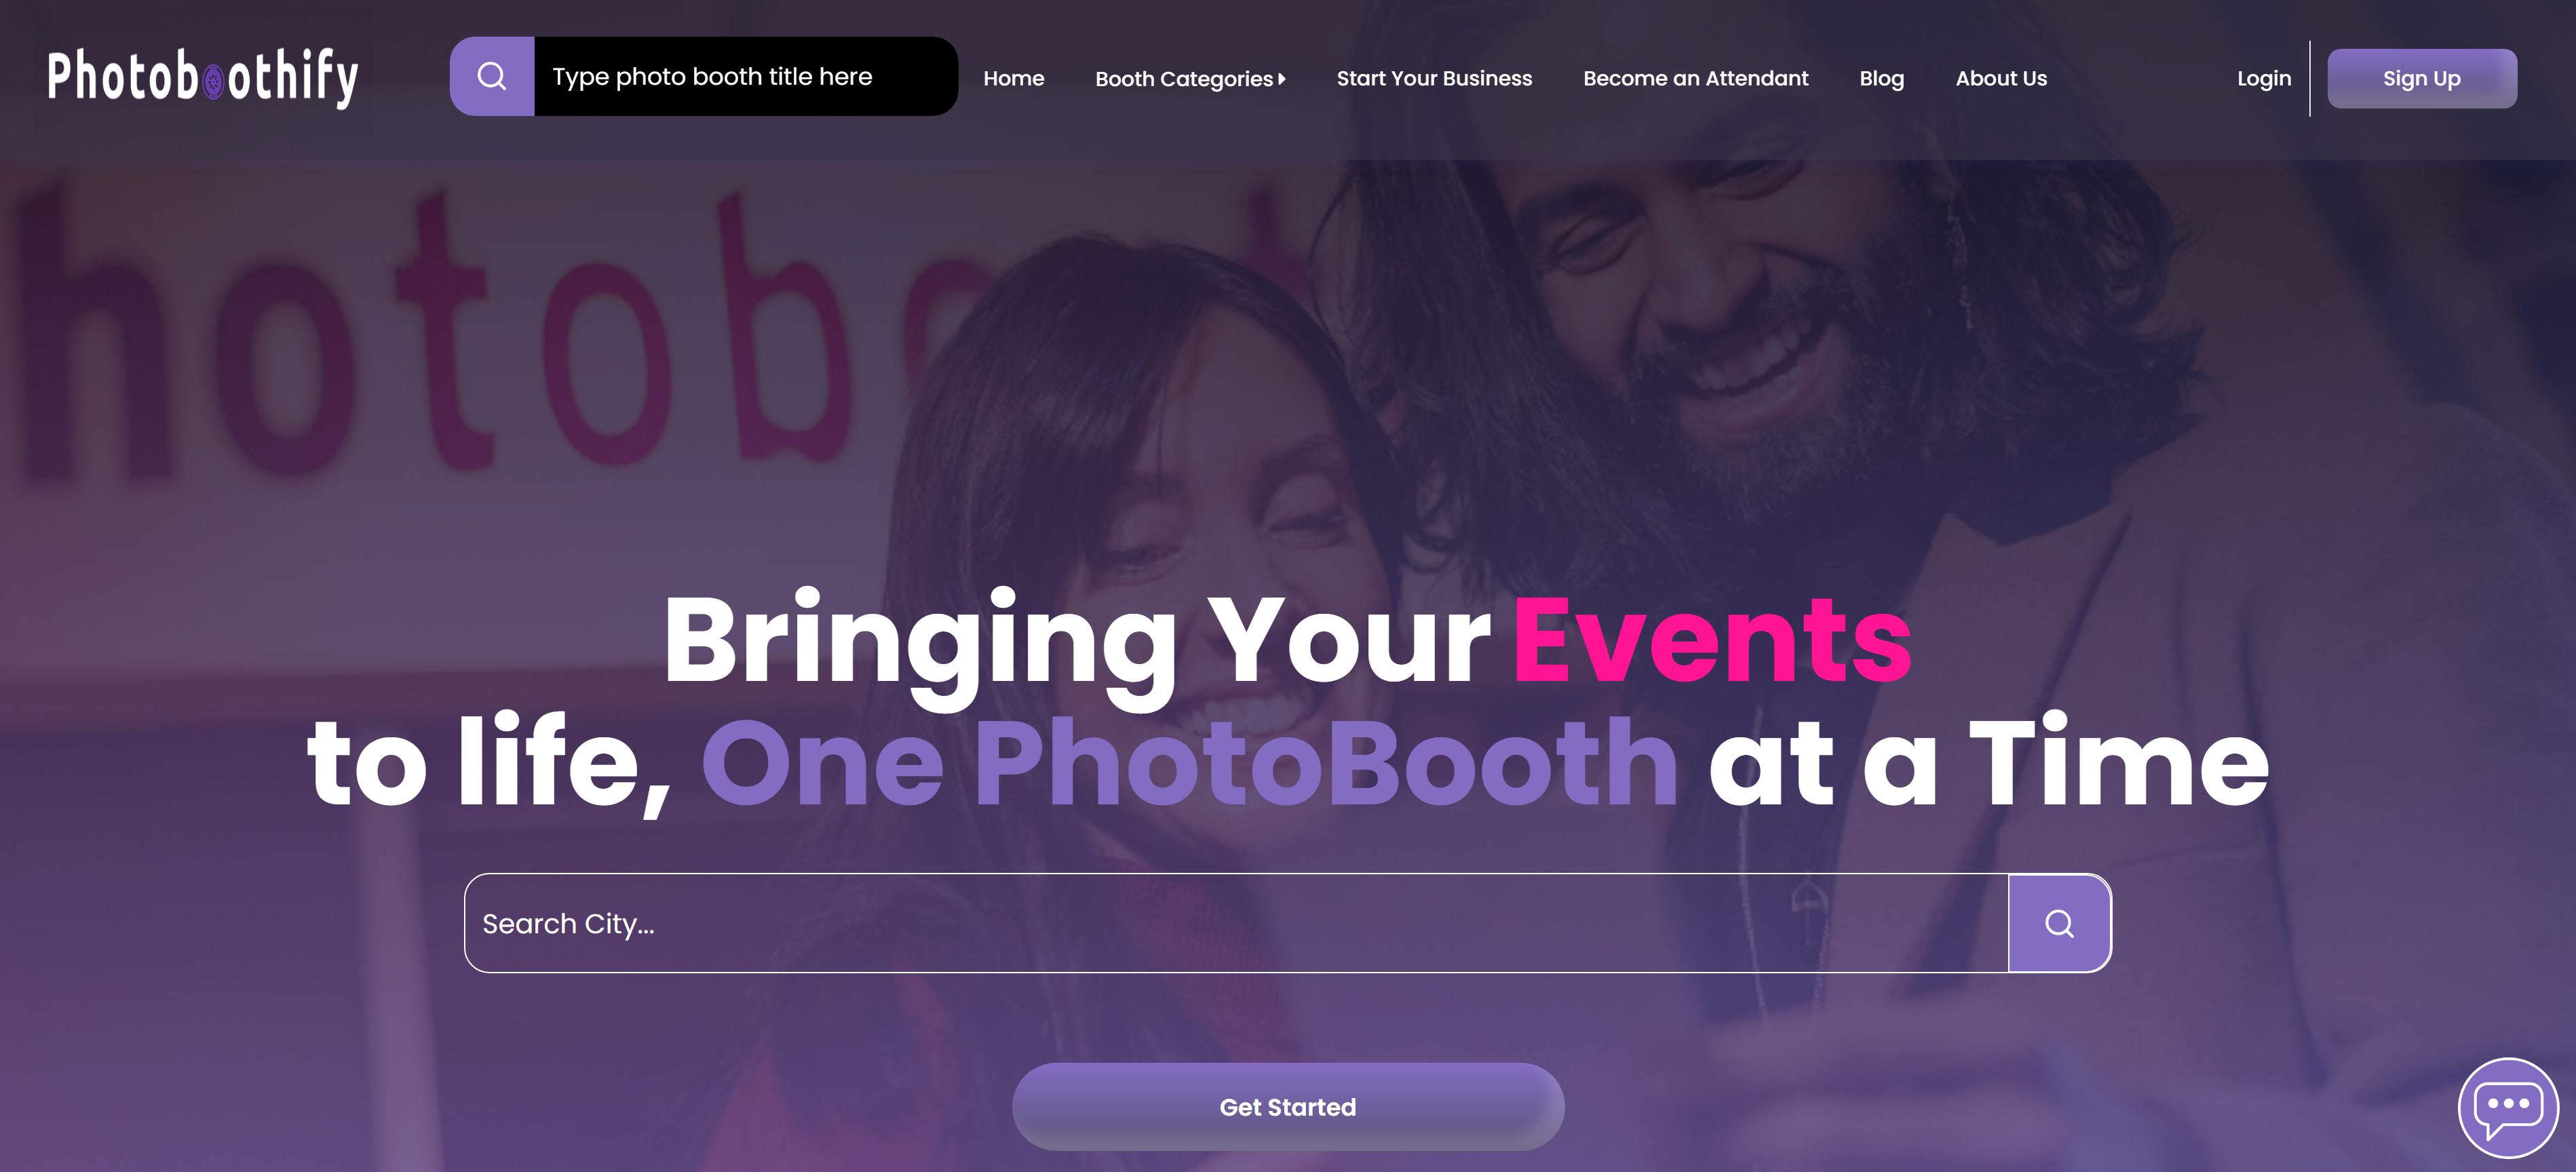 Photoboothify
Type photo booth title here
Home
Booth Categories
Start Your Business
Become an Attendant
Blog
About Us
Login
Sign Up
hotobo t
Bringing Your Events
to life, One PhotoBooth at a Time
Search City...
Get Started